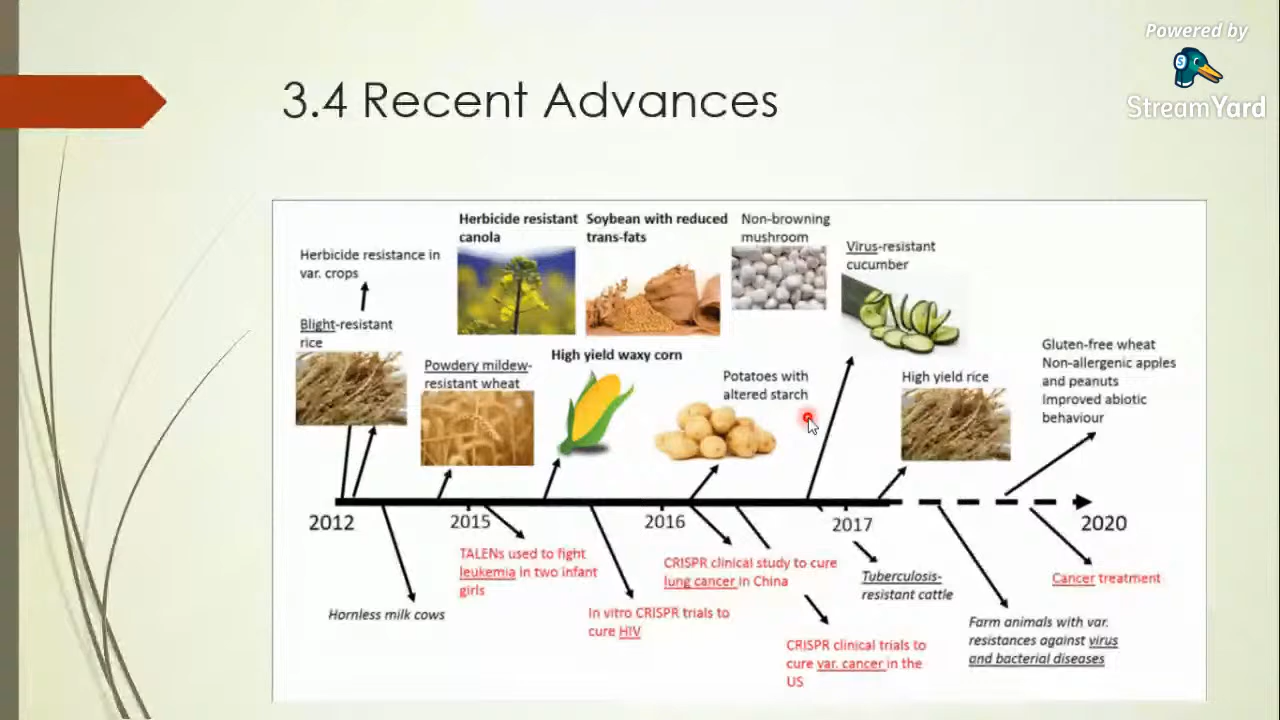 Powered by
StreamYard
3.4 Recent Advances
Herbicide resistant
canola
Soybean with reduced
trans-fats
Non-browning
mushroom
Virus-resistant
cucumber
Herbicide resistance in
var. crops
Blight-resistant
rice
Powdery mildew-
resistant wheat
High yield waxy corn
Potatoes with
altered starch
High yield rice
Gluten-free wheat
Non-allergenic apples
and peanuts
Improved abiotic
behaviour
2012
2015
2016
2017
2020
Hornless milk cows
TALENs used to fight
leukemia in two infant
girls
In vitro CRISPR trials to
cure HIV
CRISPR clinical study to cure
lung cancer in China
CRISPR clinical trials to
cure var. cancer in the
US
Tuberculosis-
resistant cattle
Farm animals with var.
resistances against virus
and bacterial diseases
Cancer treatment